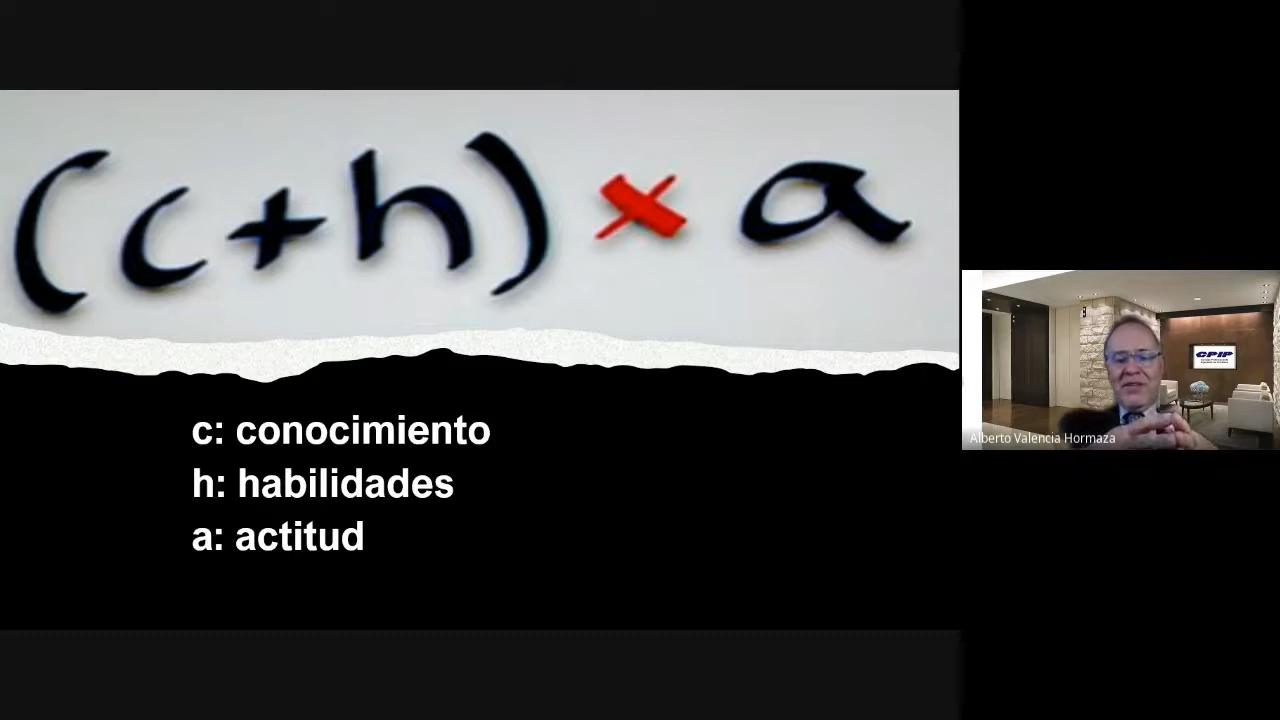 (c+h) × a
c: conocimiento
h: habilidades
a: actitud
CPIP
Alberto Valencia Hormaza